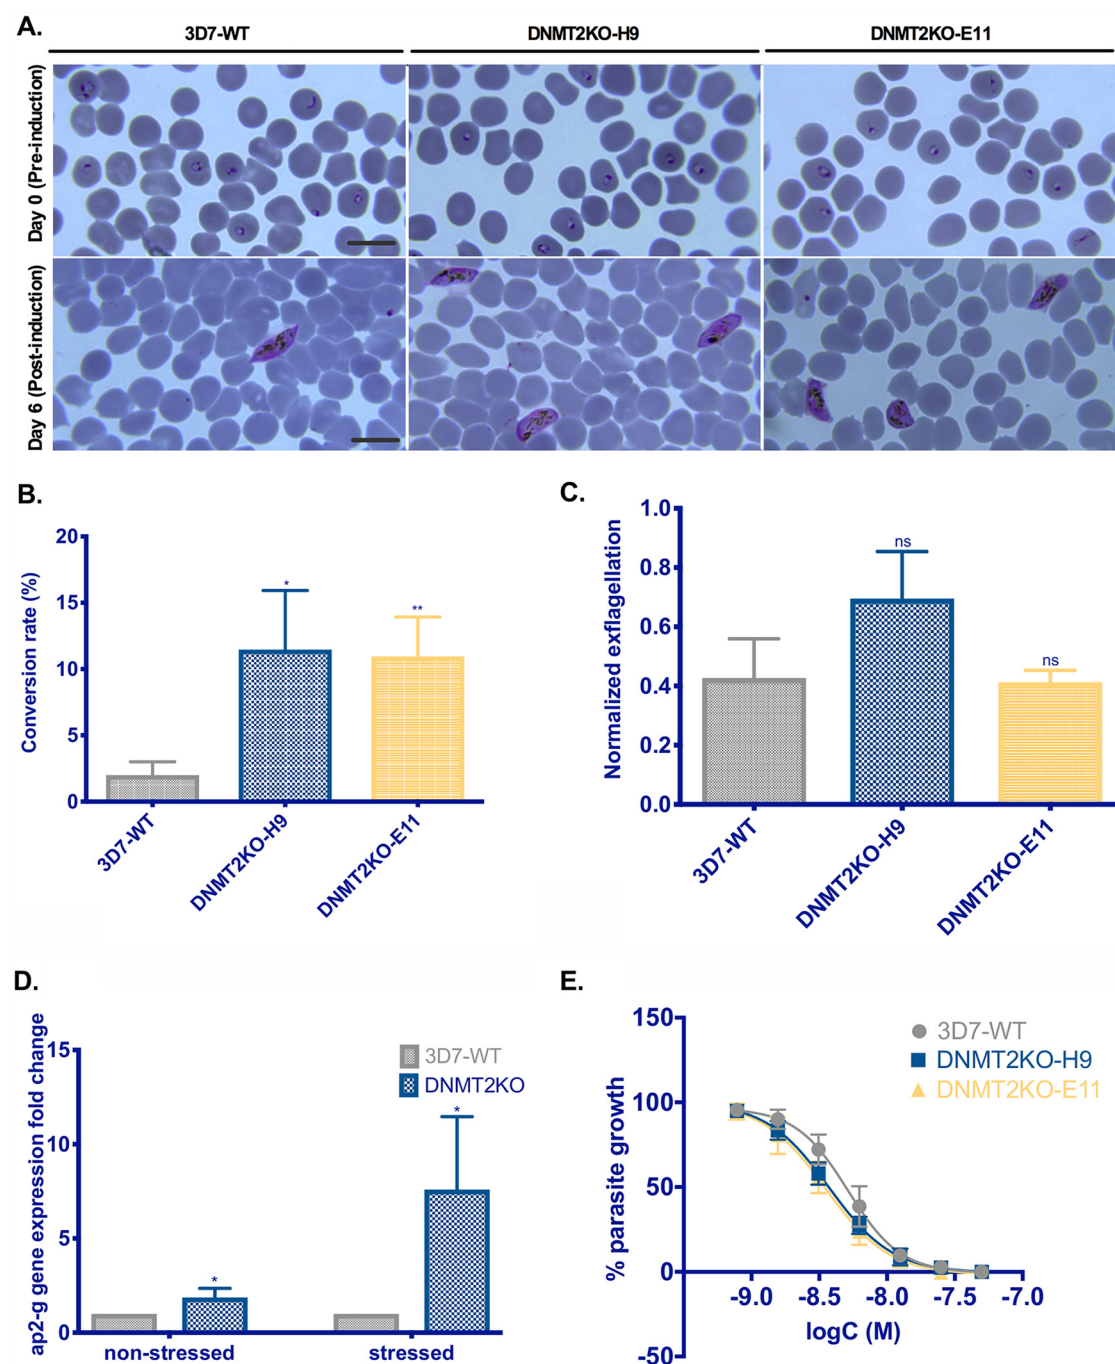 A.
3D7-WT DNMT2KO-H9 DNMT2KO-E11
Day 0 (Pre-induction)
Day 6 (Post-induction)
B.
Conversion rate (%)
20
15
10
5
0
* **
3D7-WT DNMT2KO-H9 DNMT2KO-E11
C.
Normalized exflagellation
1.0
0.8
0.6
0.4
0.2
0.0
ns ns
3D7-WT DNMT2KO-H9 DNMT2KO-E11
D.
ap2-g gene expression fold change
15
10
5
0
3D7-WT
DNMT2KO
* *
non-stressed stressed
E.
% parasite growth
150
100
50
0
-50
3D7-WT
DNMT2KO-H9
DNMT2KO-E11
-9.0 -8.5 -8.0 -7.5 -7.0
logC (M)